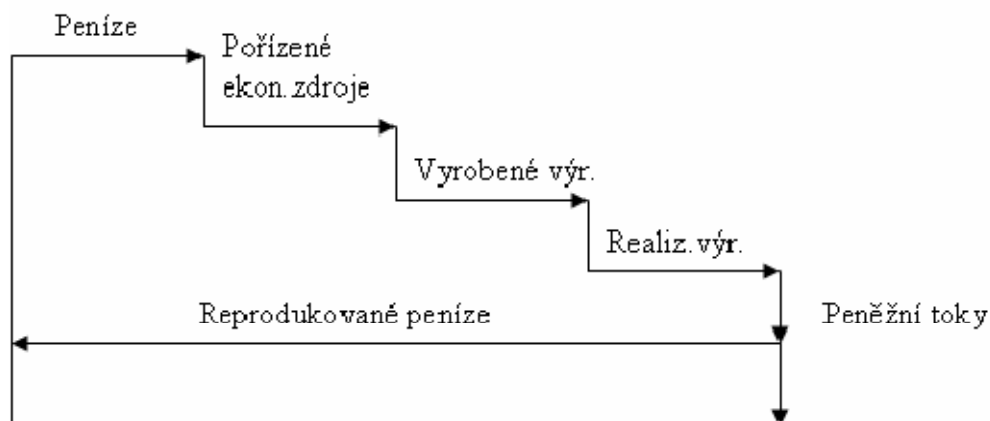 Peníze
Pořízené
ekon.zdroje
Vyrobené výr.
Realiz.výr.
Reprodukované peníze
Peněžní toky